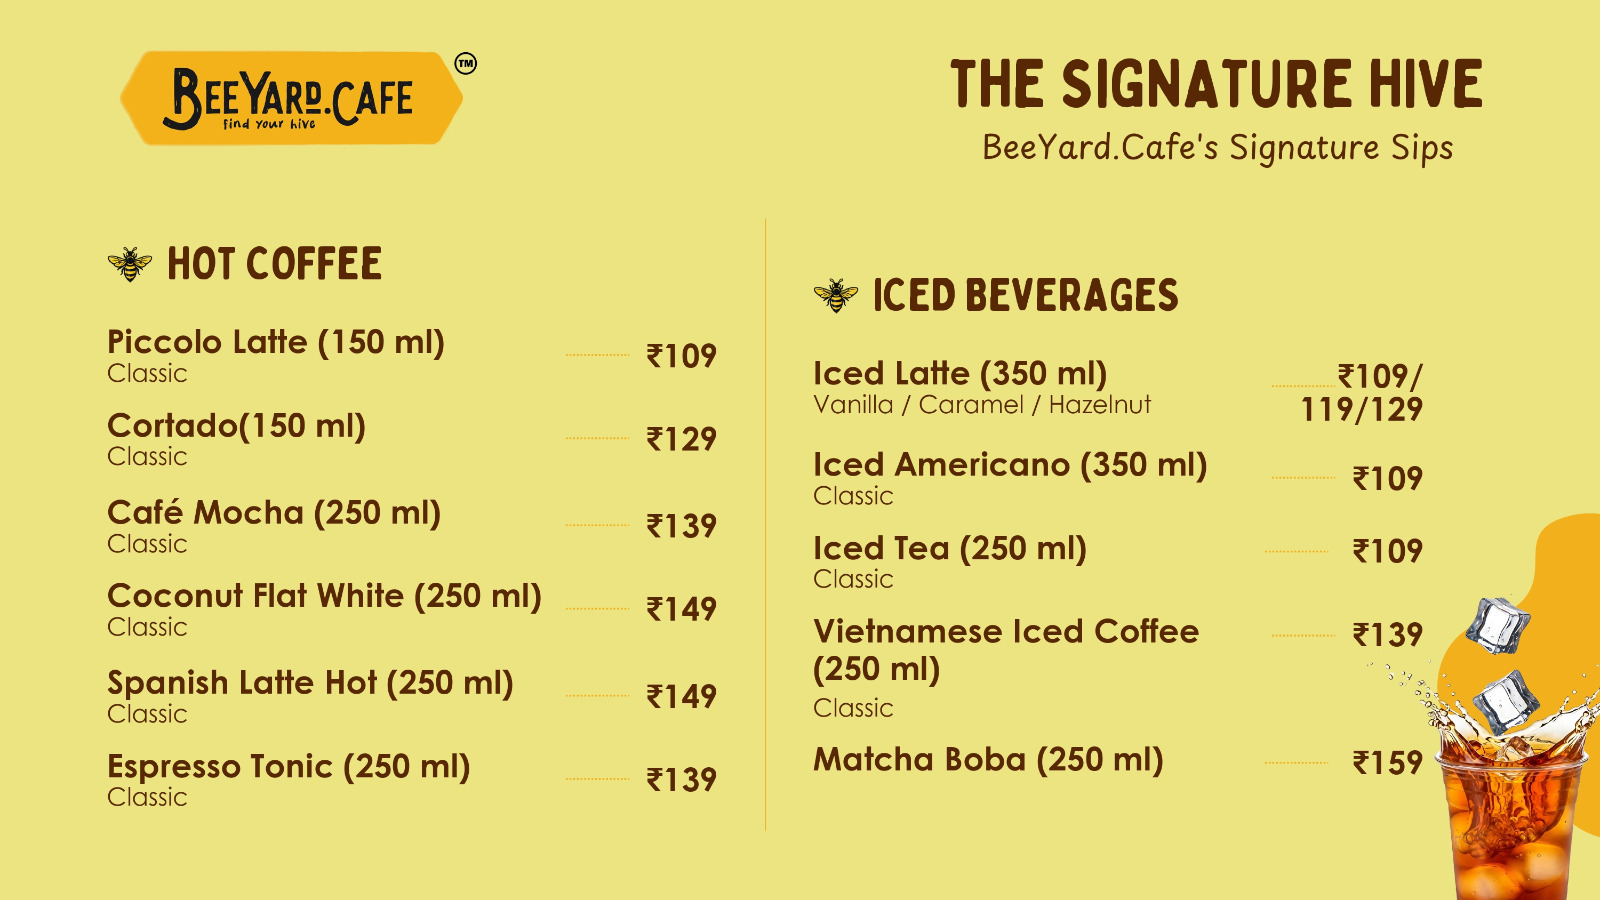 BEEYARD.CAFE
find your hive
TM
THE SIGNATURE HIVE
BeeYard.Cafe's Signature Sips
HOT COFFEE
Piccolo Latte (150 ml) ₹109
Classic
Cortado(150 ml) ₹129
Classic
Café Mocha (250 ml) ₹139
Classic
Coconut Flat White (250 ml) ₹149
Classic
Spanish Latte Hot (250 ml) ₹149
Classic
Espresso Tonic (250 ml) ₹139
Classic
ICED BEVERAGES
Iced Latte (350 ml) ₹109/
Vanilla / Caramel / Hazelnut 119/129
Iced Americano (350 ml) ₹109
Classic
Iced Tea (250 ml) ₹109
Classic
Vietnamese Iced Coffee ₹139
(250 ml)
Classic
Matcha Boba (250 ml) ₹159